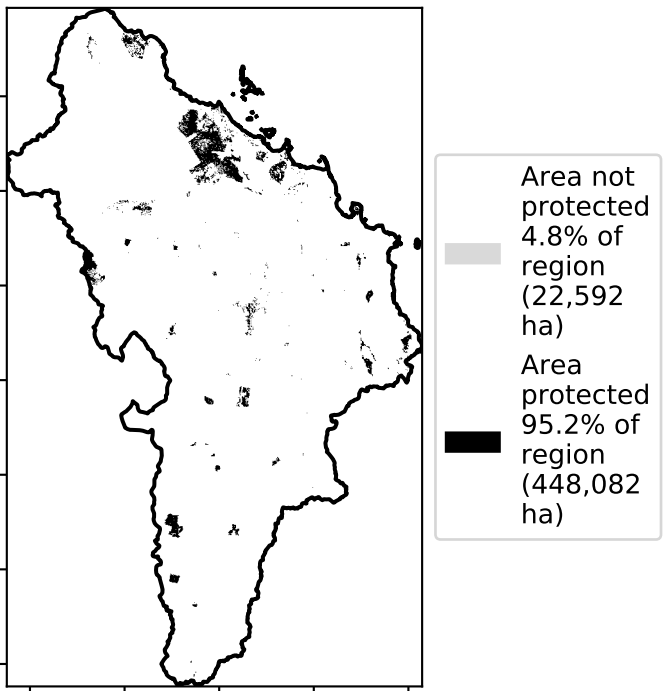 Area not
protected
4.8% of
region
(22,592
ha)
Area
protected
95.2% of
region
(448,082
ha)